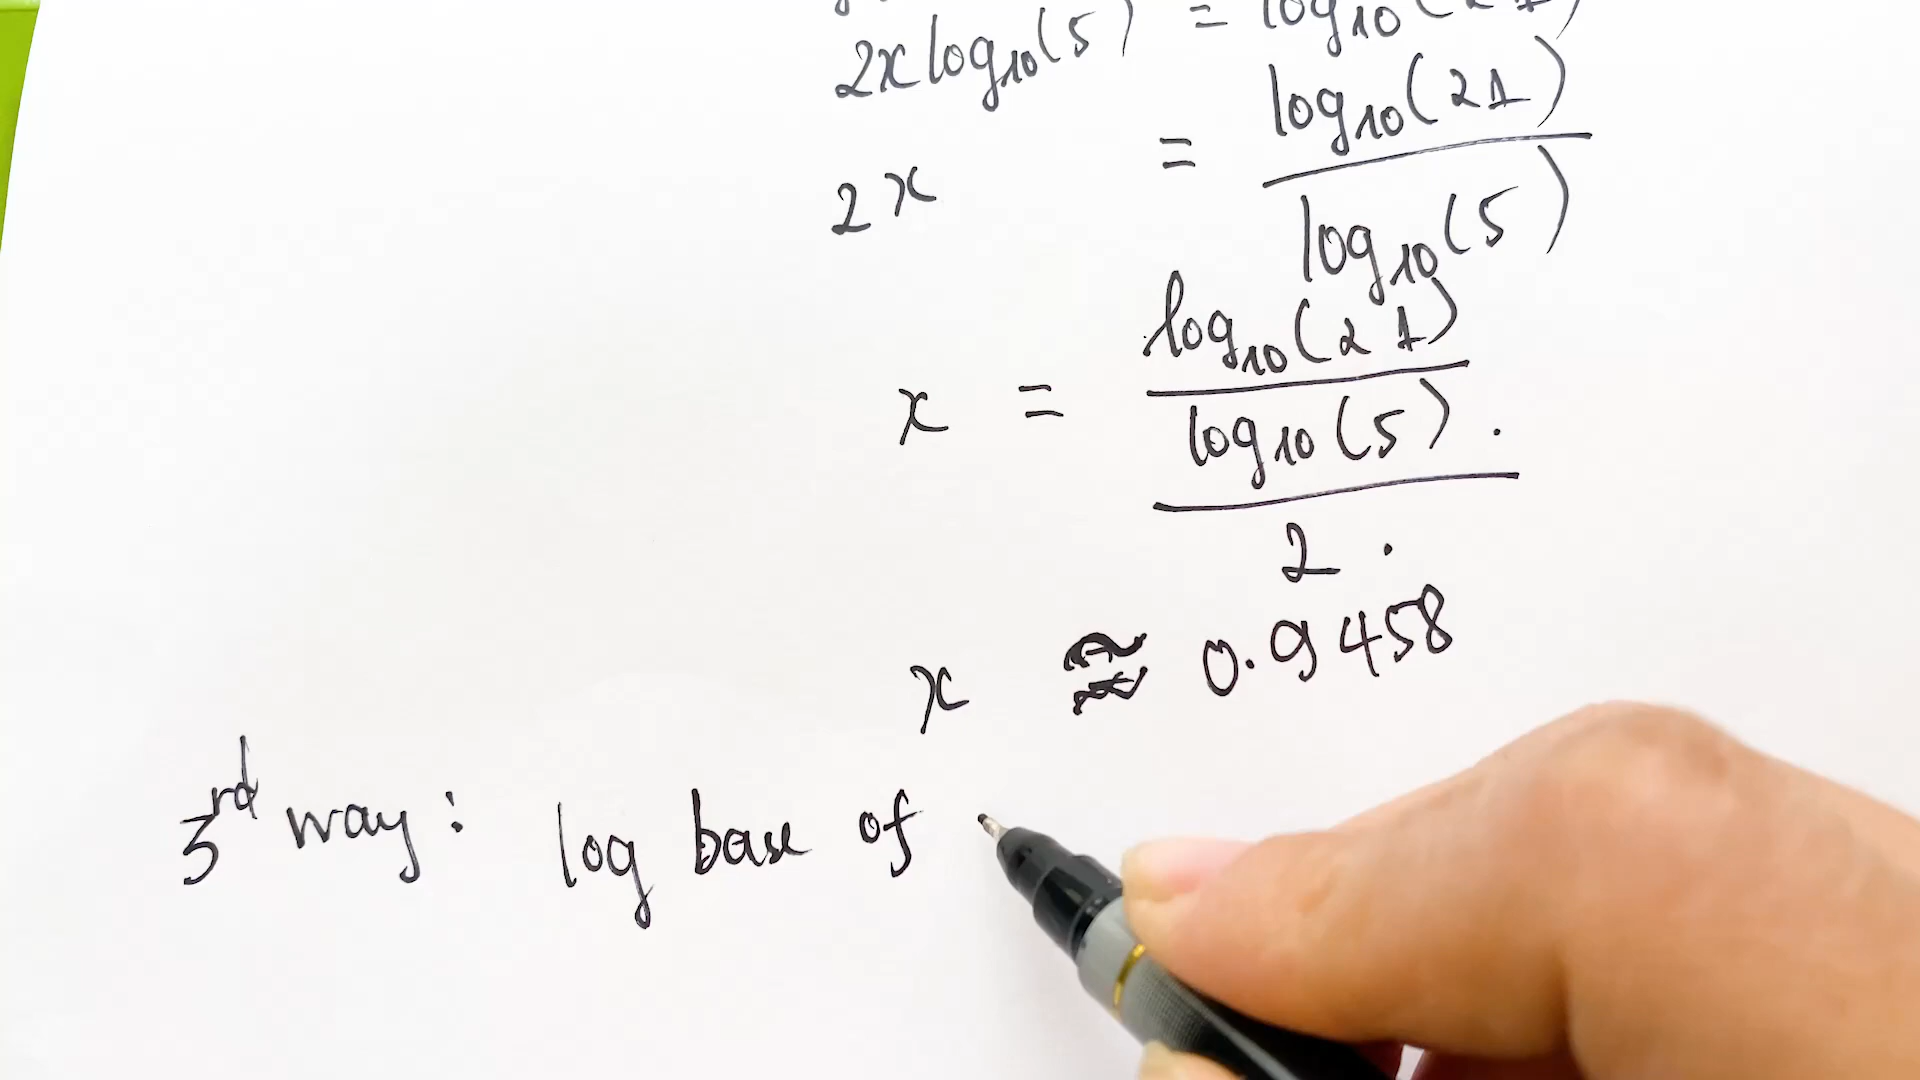 2x log₁₀(5) = log₁₀(21)
2x = log₁₀(21)
log₁₀(5)
x = log₁₀(21)
log₁₀(5) .
2 .
x ≈ 0.9458
3rd way: log base of